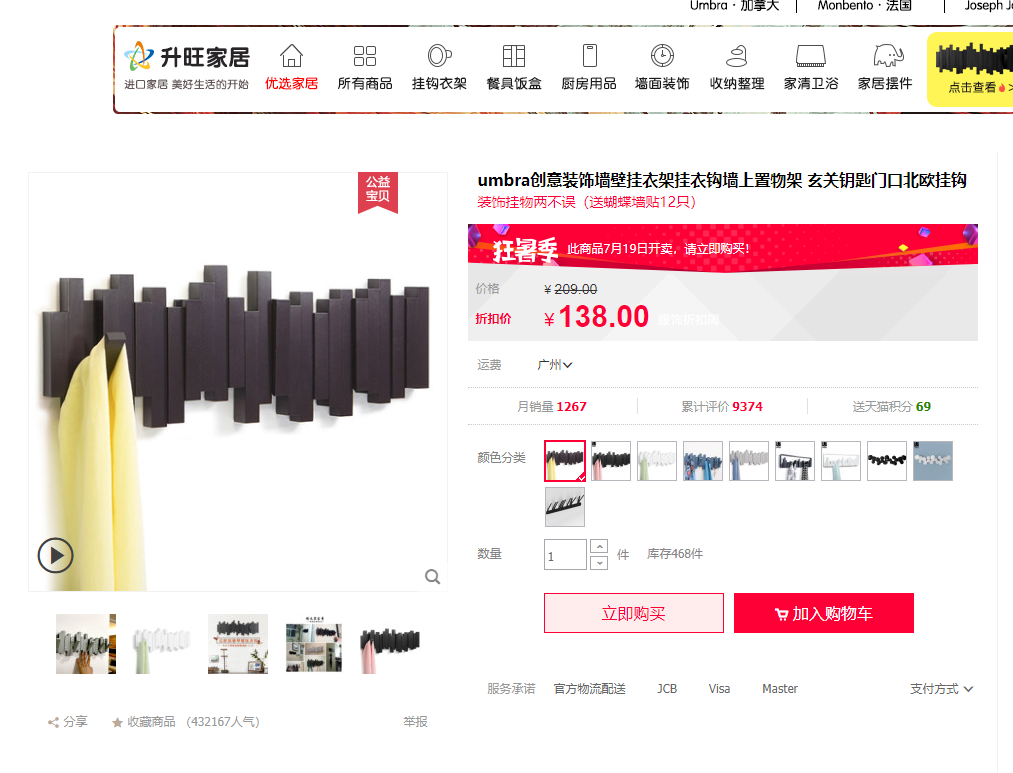 Umbra · 加拿大 | Monbento · 法国 | Joseph Jo
升旺家居
进口家居 美好生活的开始
优选家居 所有商品 挂钩衣架 餐具饭盒 厨房用品 墙面装饰 收纳整理 家清卫浴 家居摆件
点击查看 >
公益
宝贝
umbra创意装饰墙壁挂衣架挂衣钩墙上置物架 玄关钥匙门口北欧挂钩
装饰挂物两不误（送蝴蝶墙贴12只）
狂暑季 此商品7月19日开卖，请立即购买!
价格 ¥ 209.00
折扣价 ¥ 138.00 服饰折扣周
运费 广州
月销量 1267 累计评价 9374 送天猫积分 69
颜色分类
数量 1 件 库存468件
立即购买 加入购物车
服务承诺 官方物流配送 JCB Visa Master 支付方式
分享 收藏商品 (432167人气) 举报